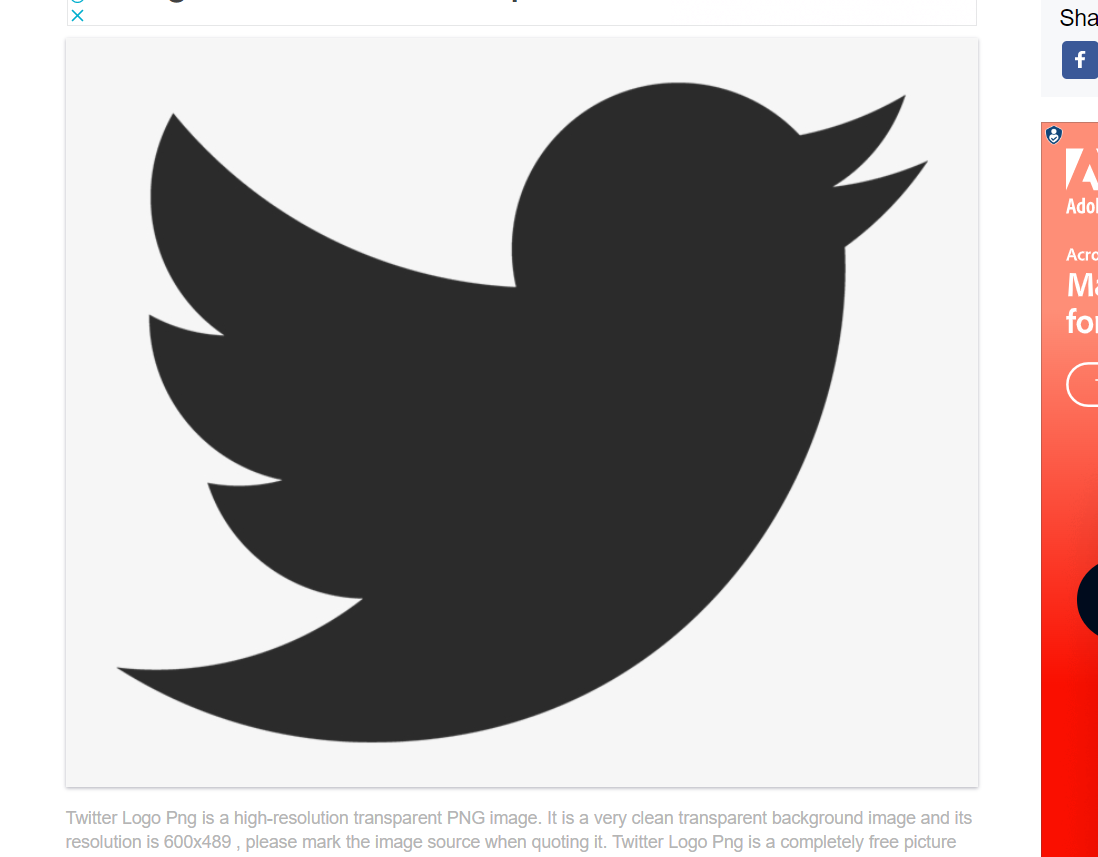 Sha
f
Adob
Acro
Ma
for
Twitter Logo Png is a high-resolution transparent PNG image. It is a very clean transparent background image and its
resolution is 600x489 , please mark the image source when quoting it. Twitter Logo Png is a completely free picture